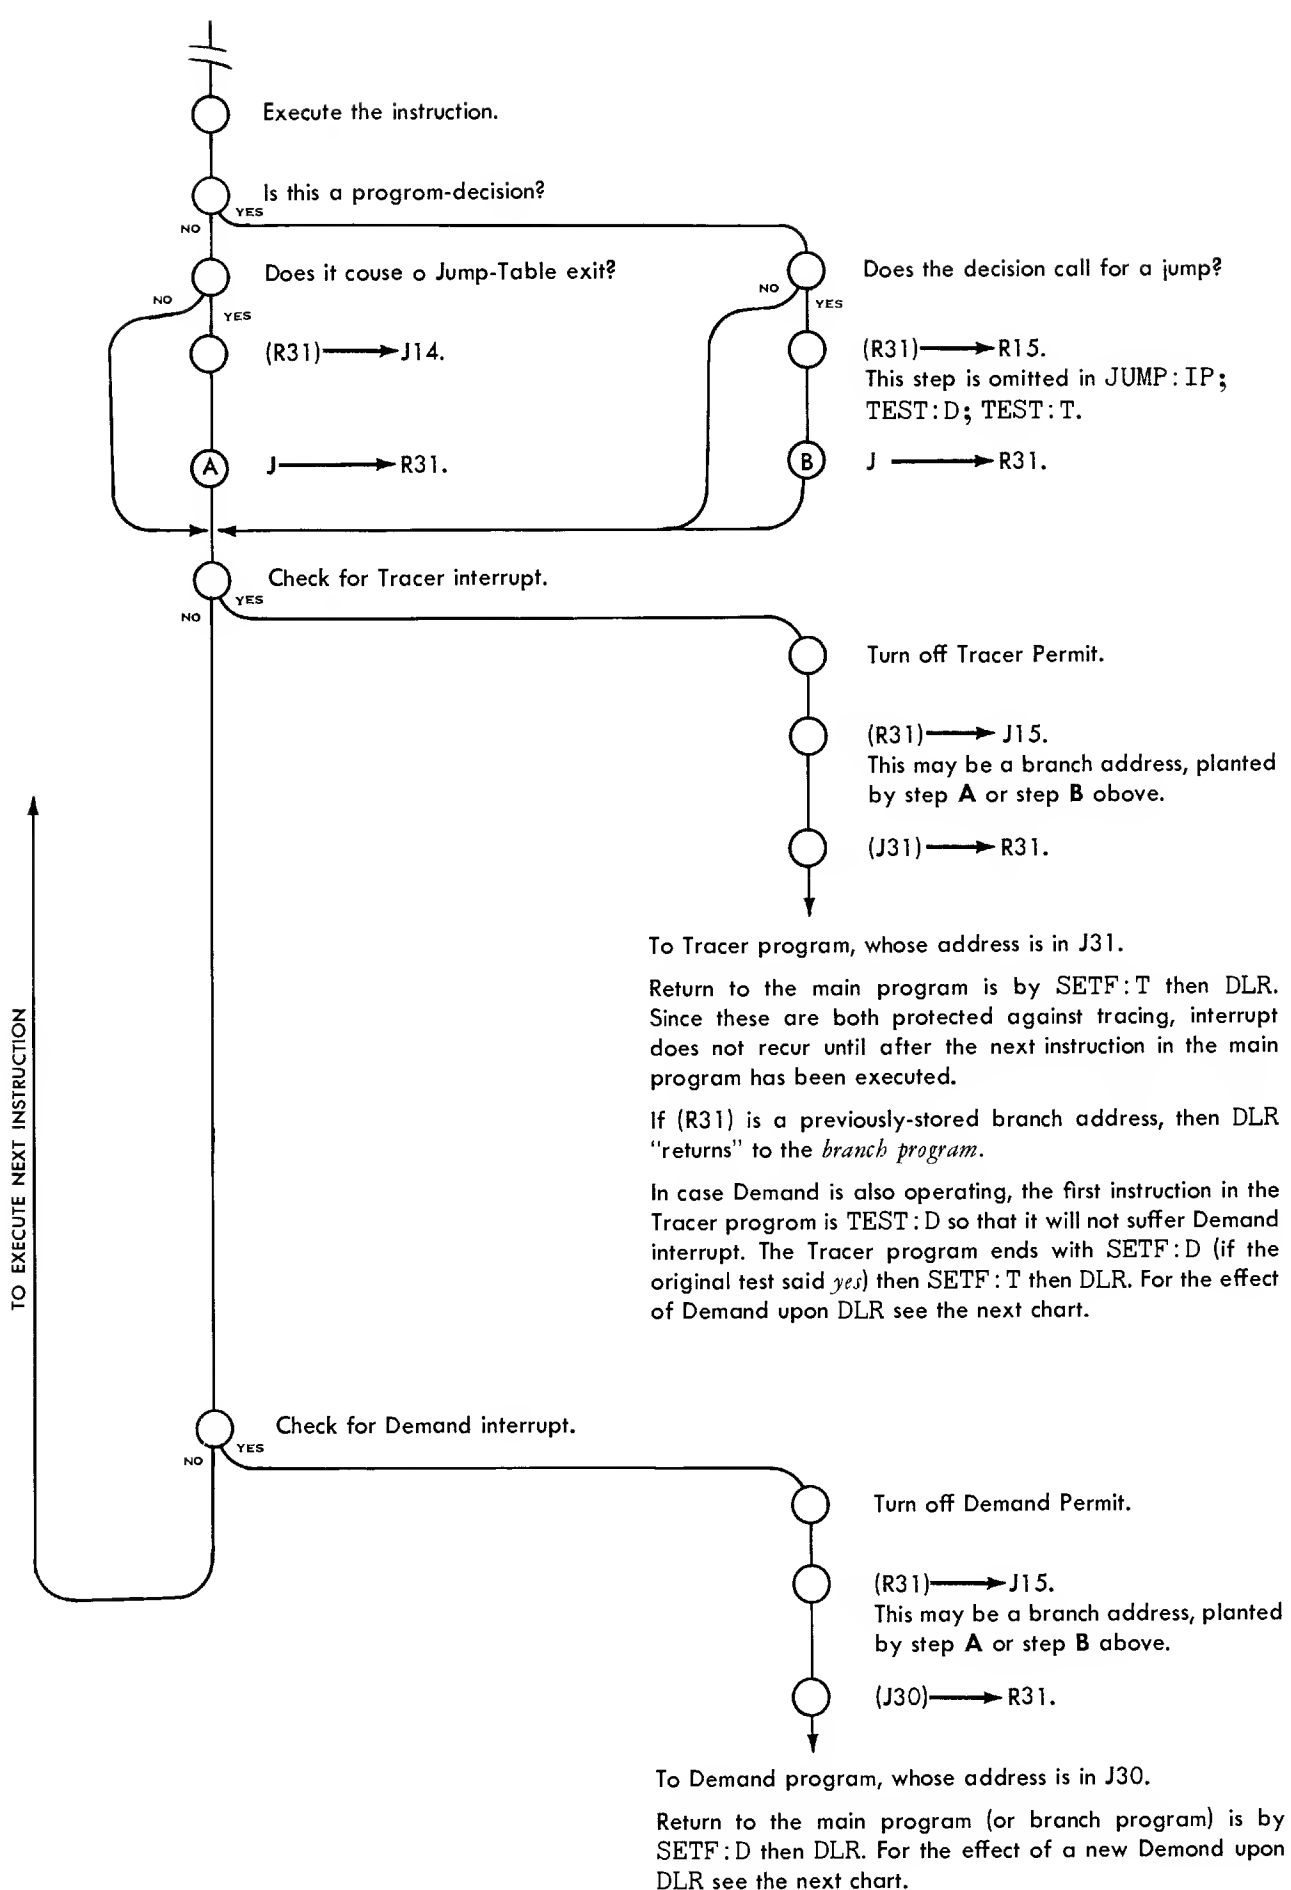 Execute the instruction.
Is this a progrom-decision?
YES
NO
Does it couse o Jump-Table exit?
NO
YES
(R31)⟶J14.
A
J⟶R31.
Does the decision call for a jump?
NO
YES
(R31)⟶R15.
This step is omitted in JUMP:IP;
TEST:D; TEST:T.
B
J ⟶R31.
Check for Tracer interrupt.
YES
NO
Turn off Tracer Permit.
(R31)⟶ J15.
This may be a branch address, planted
by step A or step B obove.
(J31)⟶R31.
To Tracer program, whose address is in J31.
Return to the main program is by SETF:T then DLR.
Since these are both protected against tracing, interrupt
does not recur until after the next instruction in the main
program has been executed.
If (R31) is a previously-stored branch address, then DLR
"returns" to the branch program.
In case Demand is also operating, the first instruction in the
Tracer progrom is TEST:D so that it will not suffer Demand
interrupt. The Tracer program ends with SETF:D (if the
original test said yes) then SETF:T then DLR. For the effect
of Demand upon DLR see the next chart.
TO EXECUTE NEXT INSTRUCTION
Check for Demand interrupt.
YES
NO
Turn off Demand Permit.
(R31)⟶J15.
This may be a branch address, planted
by step A or step B above.
(J30)⟶R31.
To Demand program, whose address is in J30.
Return to the main program (or branch program) is by
SETF:D then DLR. For the effect of a new Demond upon
DLR see the next chart.